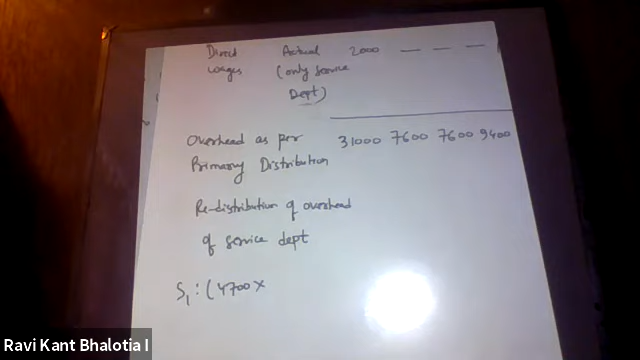 Direct Actual 2000 — — —
wages (only service
Dept)
Overhead as per 31000 7600 7600 9400
Primary Distribution
Re-distribution of overhead
of service dept
S1 : ( 4700 x
Ravi Kant Bhalotia I